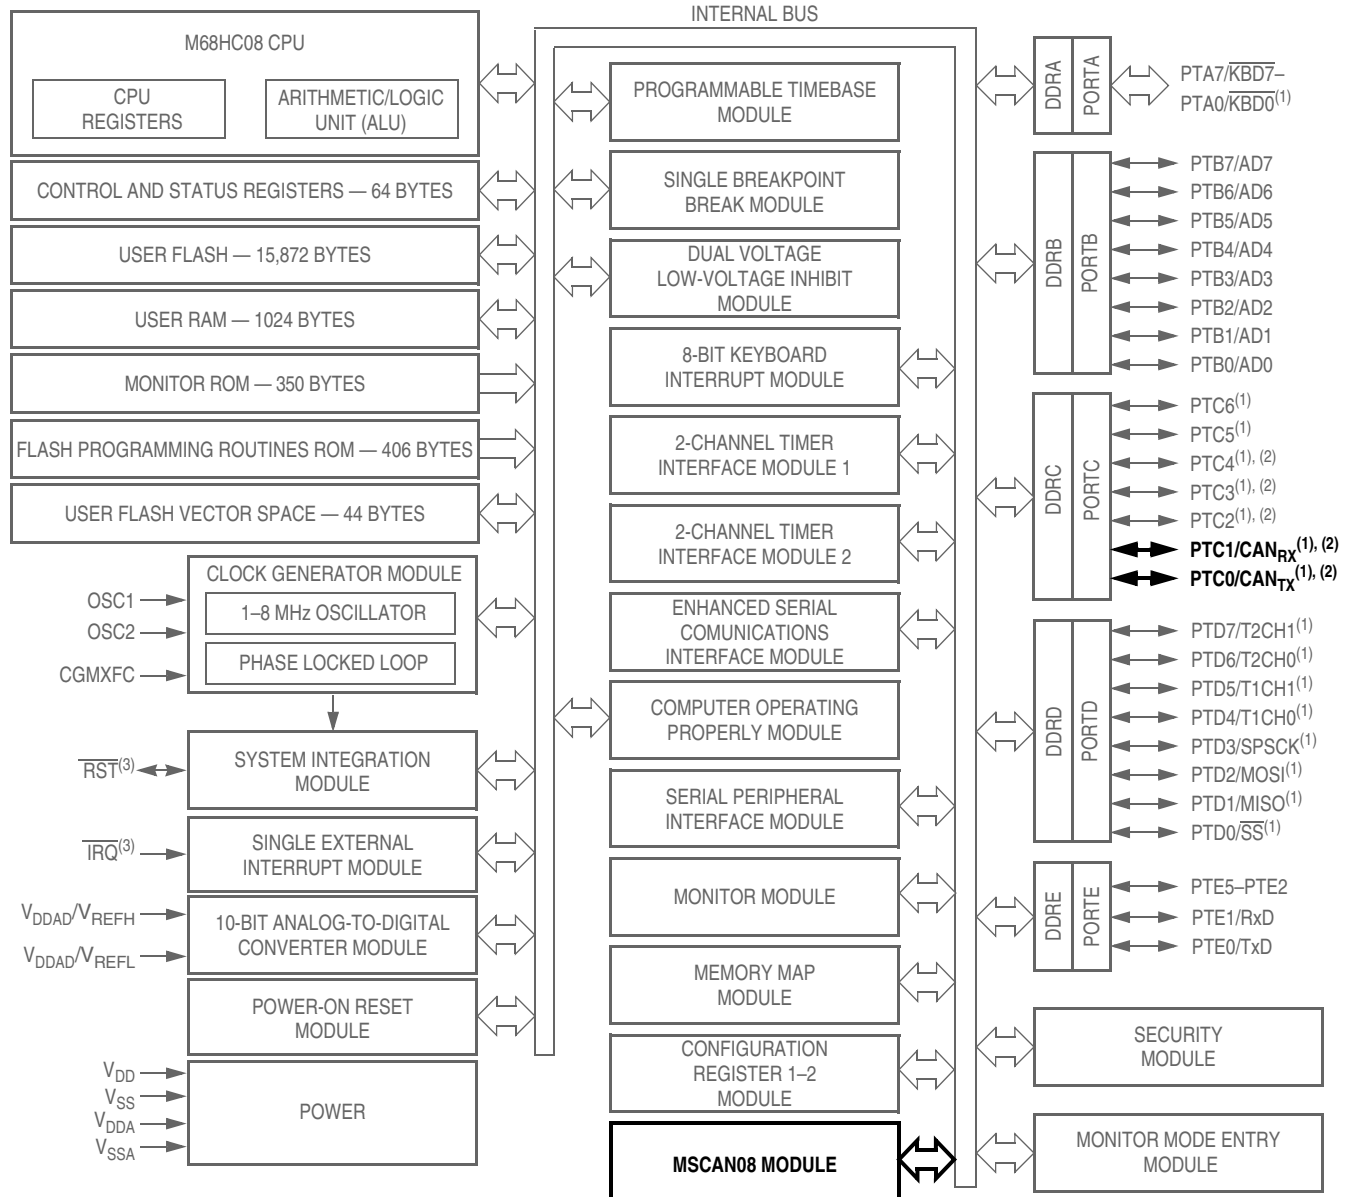 INTERNAL BUS
M68HC08 CPU
CPU
REGISTERS
ARITHMETIC/LOGIC
UNIT (ALU)
CONTROL AND STATUS REGISTERS — 64 BYTES
USER FLASH — 15,872 BYTES
USER RAM — 1024 BYTES
MONITOR ROM — 350 BYTES
FLASH PROGRAMMING ROUTINES ROM — 406 BYTES
USER FLASH VECTOR SPACE — 44 BYTES
CLOCK GENERATOR MODULE
1–8 MHz OSCILLATOR
PHASE LOCKED LOOP
OSC1
OSC2
CGMXFC
SYSTEM INTEGRATION
MODULE
RST(3)
SINGLE EXTERNAL
INTERRUPT MODULE
IRQ(3)
10-BIT ANALOG-TO-DIGITAL
CONVERTER MODULE
VDDAD/VREFH
VDDAD/VREFL
POWER-ON RESET
MODULE
POWER
VDD
VSS
VDDA
VSSA
PROGRAMMABLE TIMEBASE
MODULE
SINGLE BREAKPOINT
BREAK MODULE
DUAL VOLTAGE
LOW-VOLTAGE INHIBIT
MODULE
8-BIT KEYBOARD
INTERRUPT MODULE
2-CHANNEL TIMER
INTERFACE MODULE 1
2-CHANNEL TIMER
INTERFACE MODULE 2
ENHANCED SERIAL
COMUNICATIONS
INTERFACE MODULE
COMPUTER OPERATING
PROPERLY MODULE
SERIAL PERIPHERAL
INTERFACE MODULE
MONITOR MODULE
MEMORY MAP
MODULE
CONFIGURATION
REGISTER 1–2
MODULE
MSCAN08 MODULE
DDRA
PORTA
PTA7/KBD7–
PTA0/KBD0(1)
DDRB
PORTB
PTB7/AD7
PTB6/AD6
PTB5/AD5
PTB4/AD4
PTB3/AD3
PTB2/AD2
PTB1/AD1
PTB0/AD0
DDRC
PORTC
PTC6(1)
PTC5(1)
PTC4(1), (2)
PTC3(1), (2)
PTC2(1), (2)
PTC1/CANRX(1), (2)
PTC0/CANTX(1), (2)
DDRD
PORTD
PTD7/T2CH1(1)
PTD6/T2CH0(1)
PTD5/T1CH1(1)
PTD4/T1CH0(1)
PTD3/SPSCK(1)
PTD2/MOSI(1)
PTD1/MISO(1)
PTD0/SS(1)
DDRE
PORTE
PTE5–PTE2
PTE1/RxD
PTE0/TxD
SECURITY
MODULE
MONITOR MODE ENTRY
MODULE